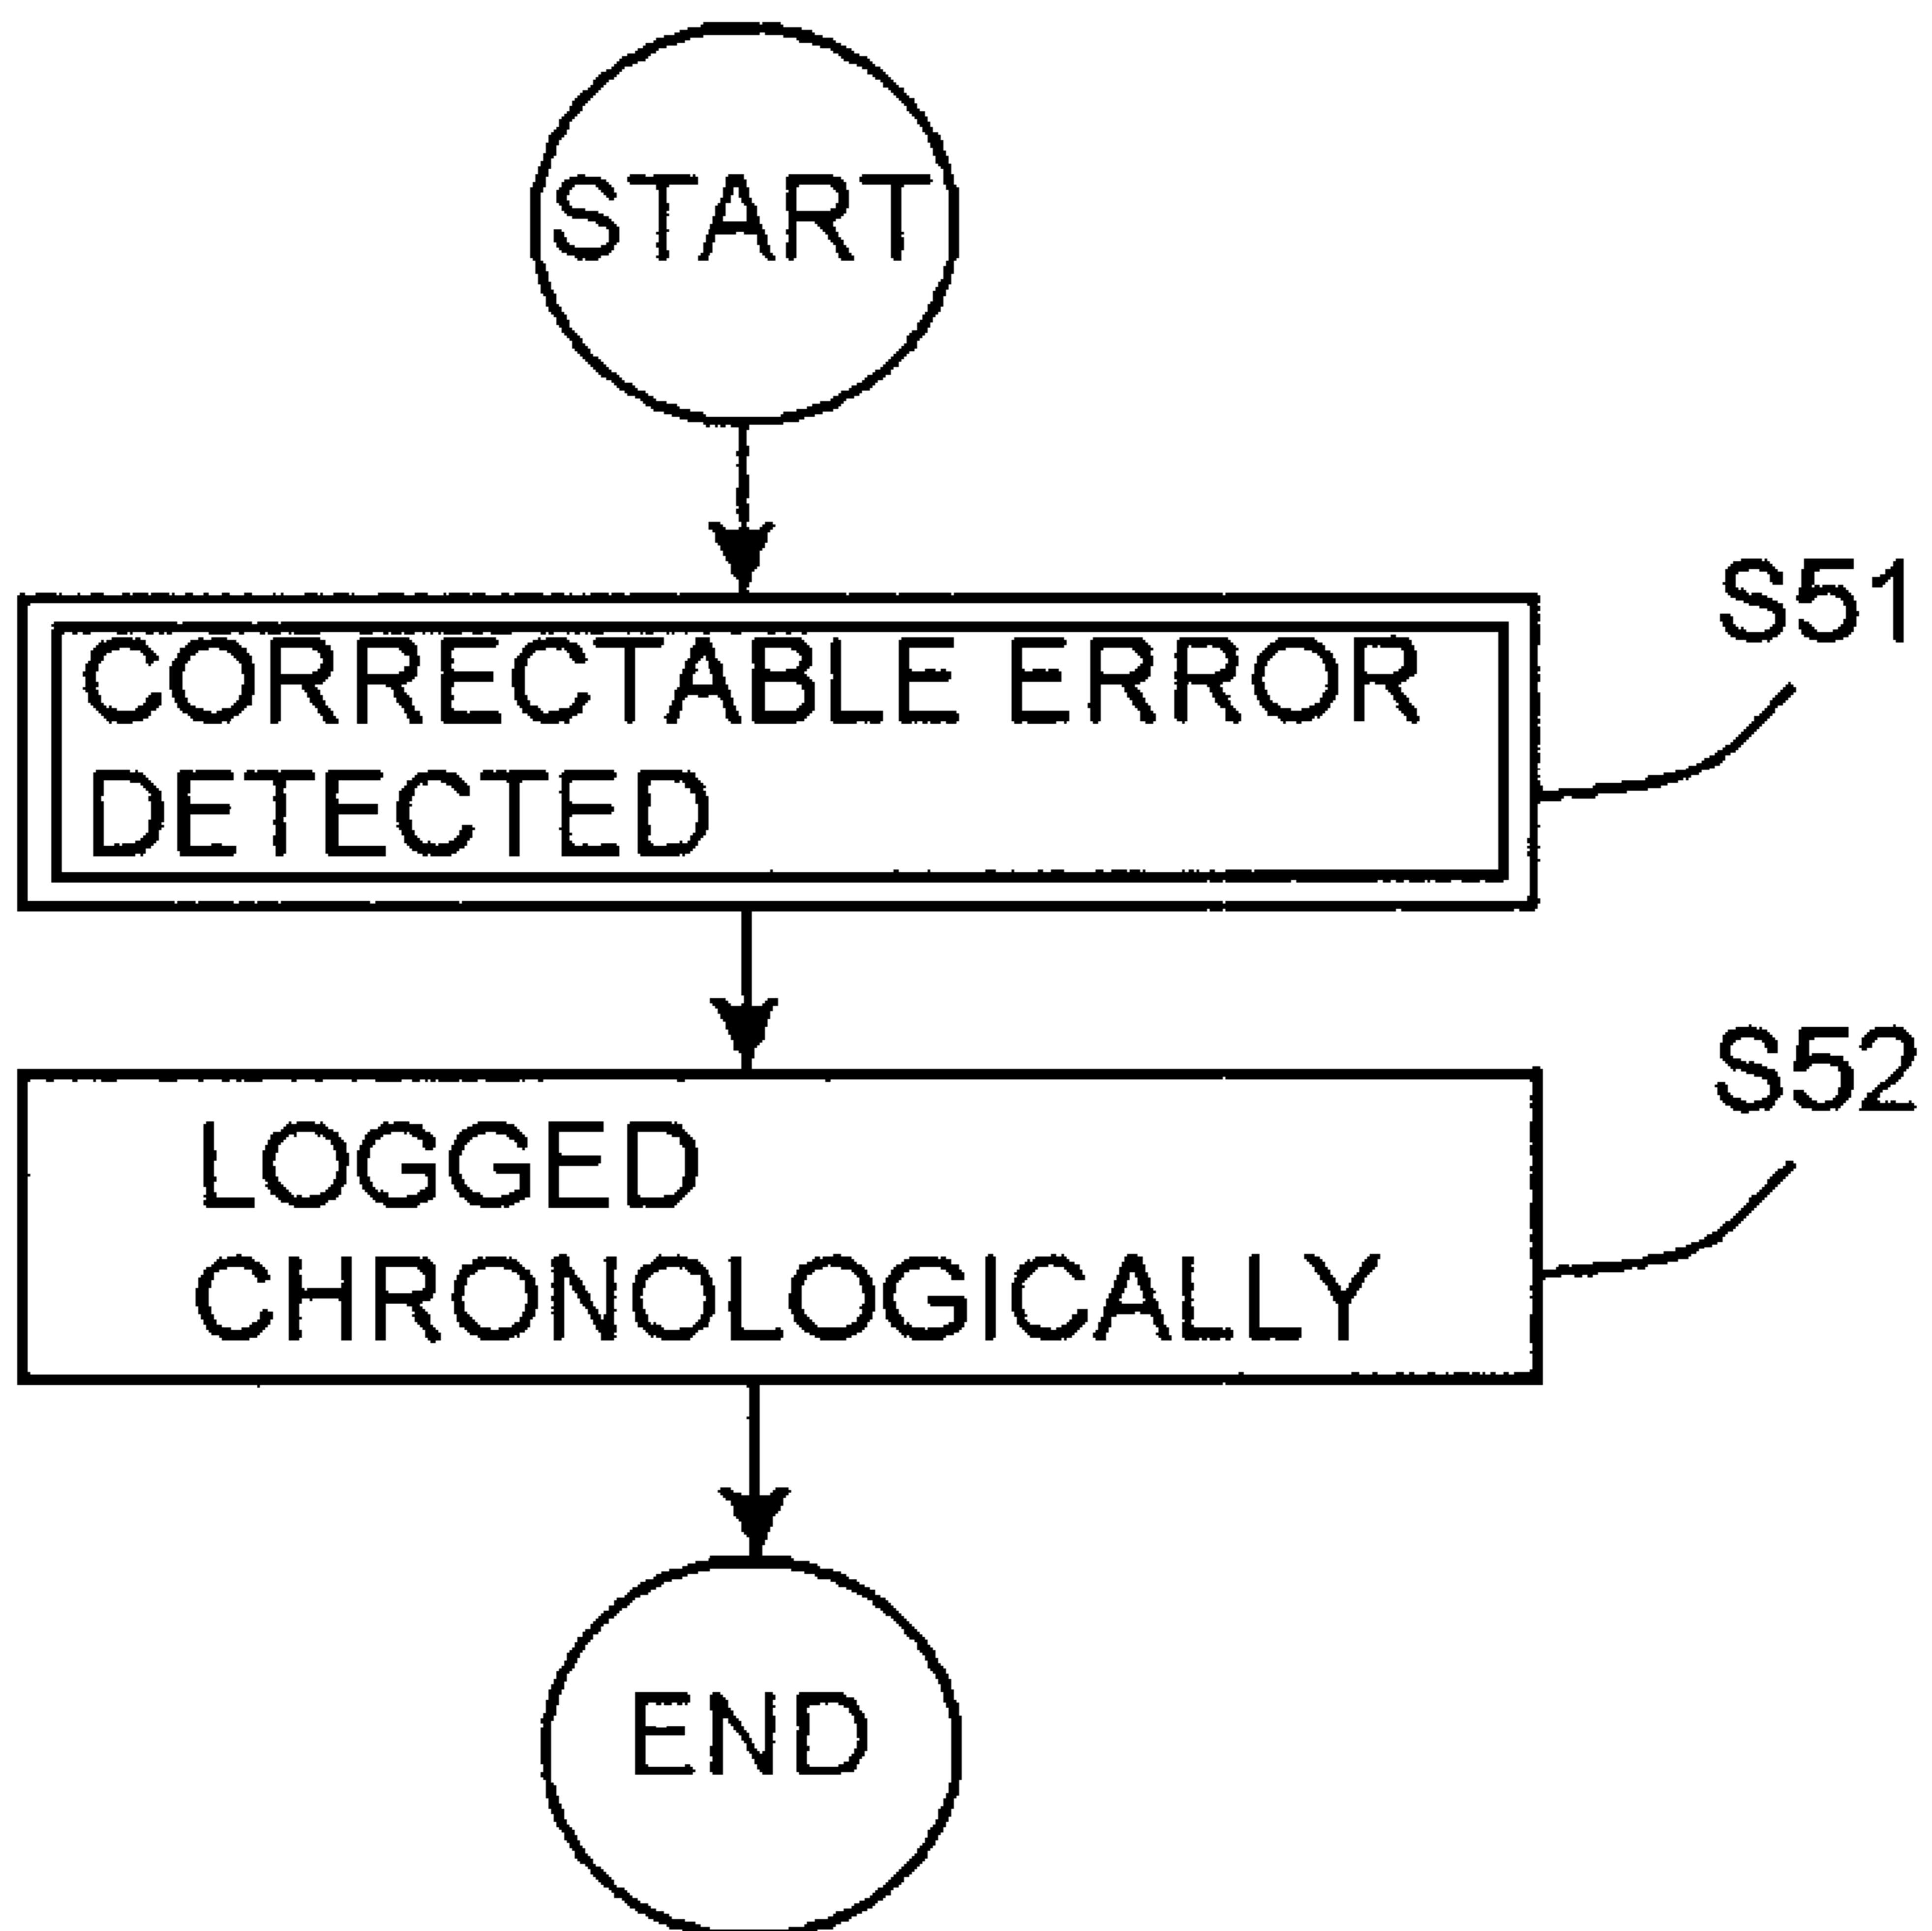 START
S51
CORRECTABLE ERROR
DETECTED
S52
LOGGED
CHRONOLOGICALLY
END